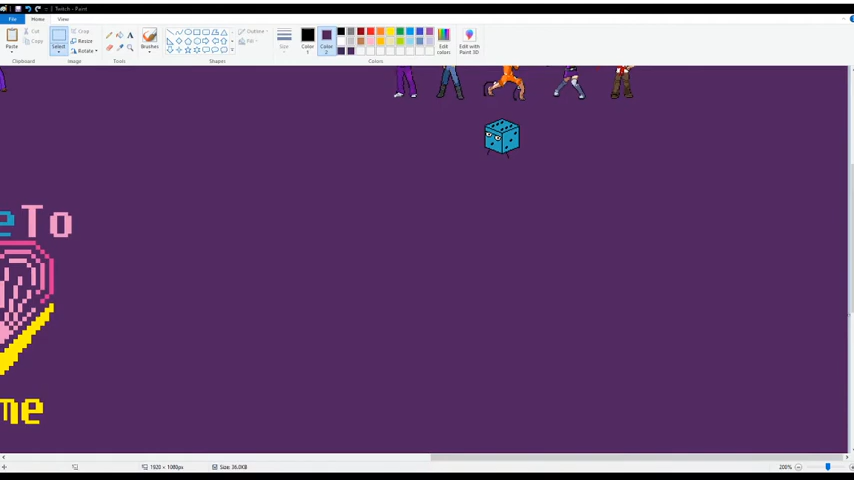 Twitch - Paint
File Home View
Cut
Copy
Paste
Crop
Resize
Rotate
Select
Brushes
Outline
Fill
Size
Color 1
Color 2
Edit colors
Edit with Paint 3D
Clipboard Image Tools Shapes Colors
eTo
me
1920 × 1080px Size: 36.0KB 200%